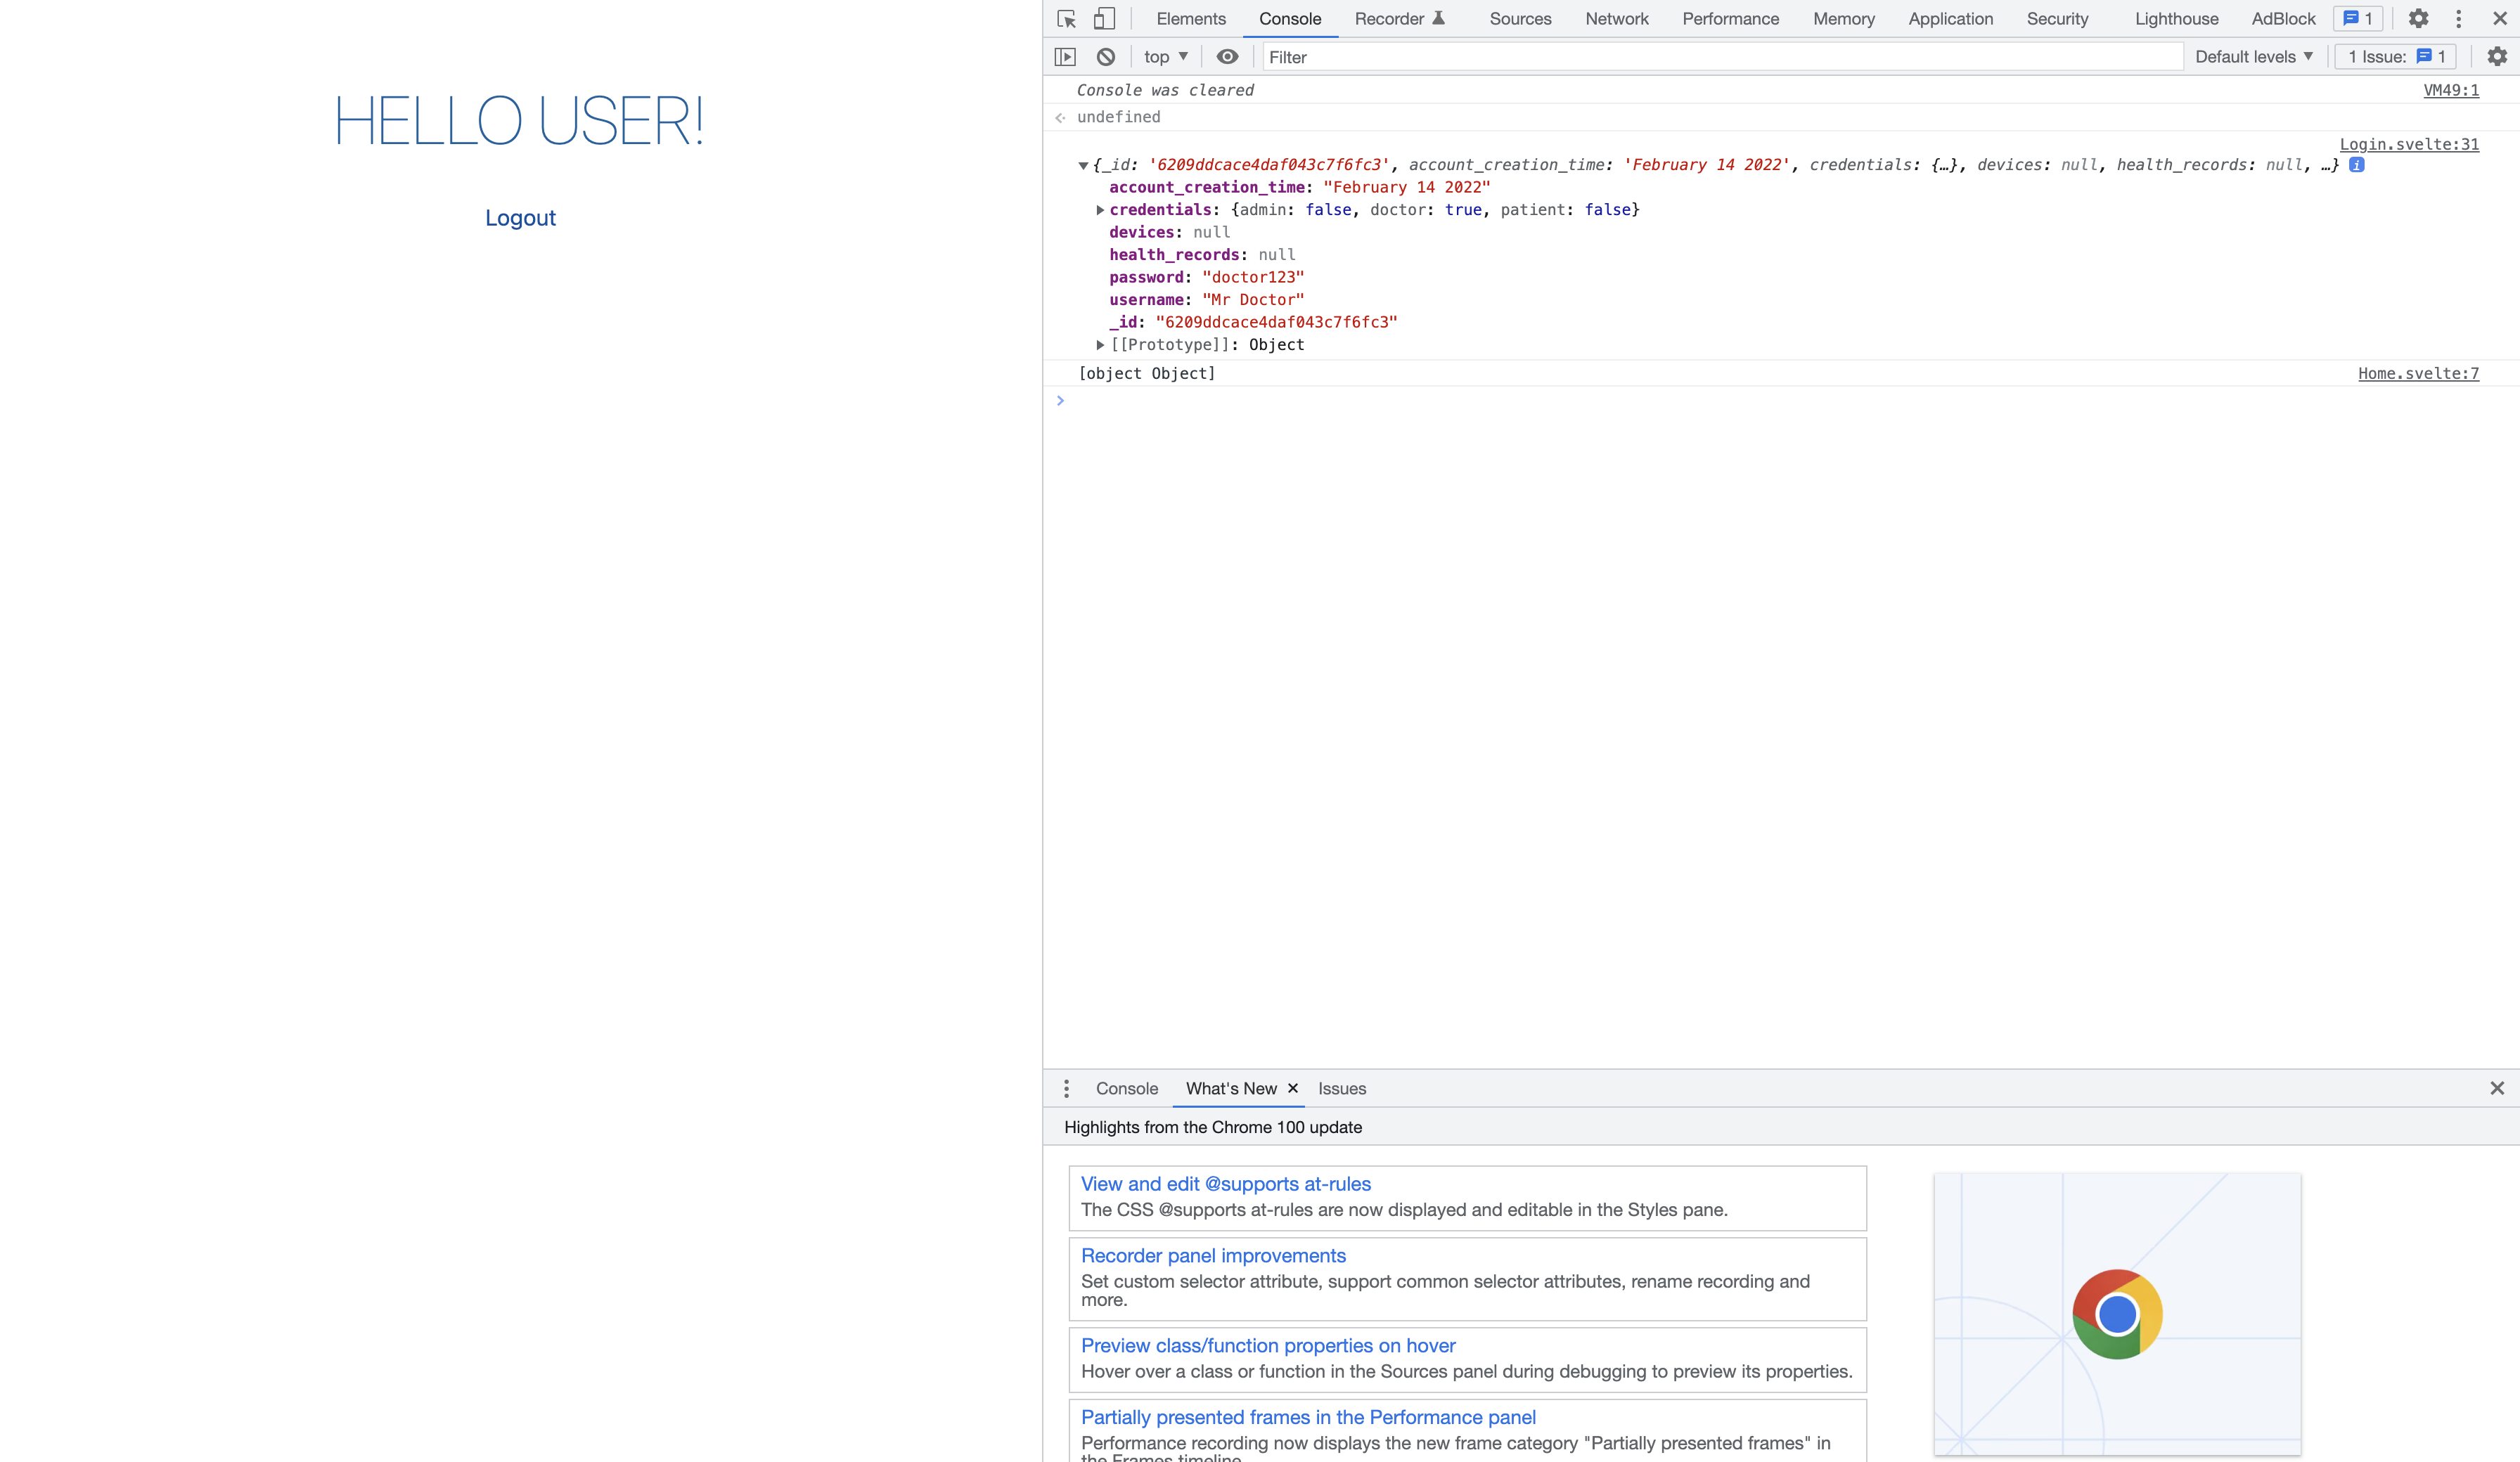 HELLO USER!
Logout
Elements Console Recorder Sources Network Performance Memory Application Security Lighthouse AdBlock 1
top Filter Default levels 1 Issue: 1
Console was cleared VM49:1
undefined
Login.svelte:31
{_id: '6209ddcace4daf043c7f6fc3', account_creation_time: 'February 14 2022', credentials: {…}, devices: null, health_records: null, …}
account_creation_time: "February 14 2022"
credentials: {admin: false, doctor: true, patient: false}
devices: null
health_records: null
password: "doctor123"
username: "Mr Doctor"
_id: "6209ddcace4daf043c7f6fc3"
[[Prototype]]: Object
[object Object] Home.svelte:7
Console What's New Issues
Highlights from the Chrome 100 update
View and edit @supports at-rules
The CSS @supports at-rules are now displayed and editable in the Styles pane.
Recorder panel improvements
Set custom selector attribute, support common selector attributes, rename recording and
more.
Preview class/function properties on hover
Hover over a class or function in the Sources panel during debugging to preview its properties.
Partially presented frames in the Performance panel
Performance recording now displays the new frame category "Partially presented frames" in
the Frames timeline